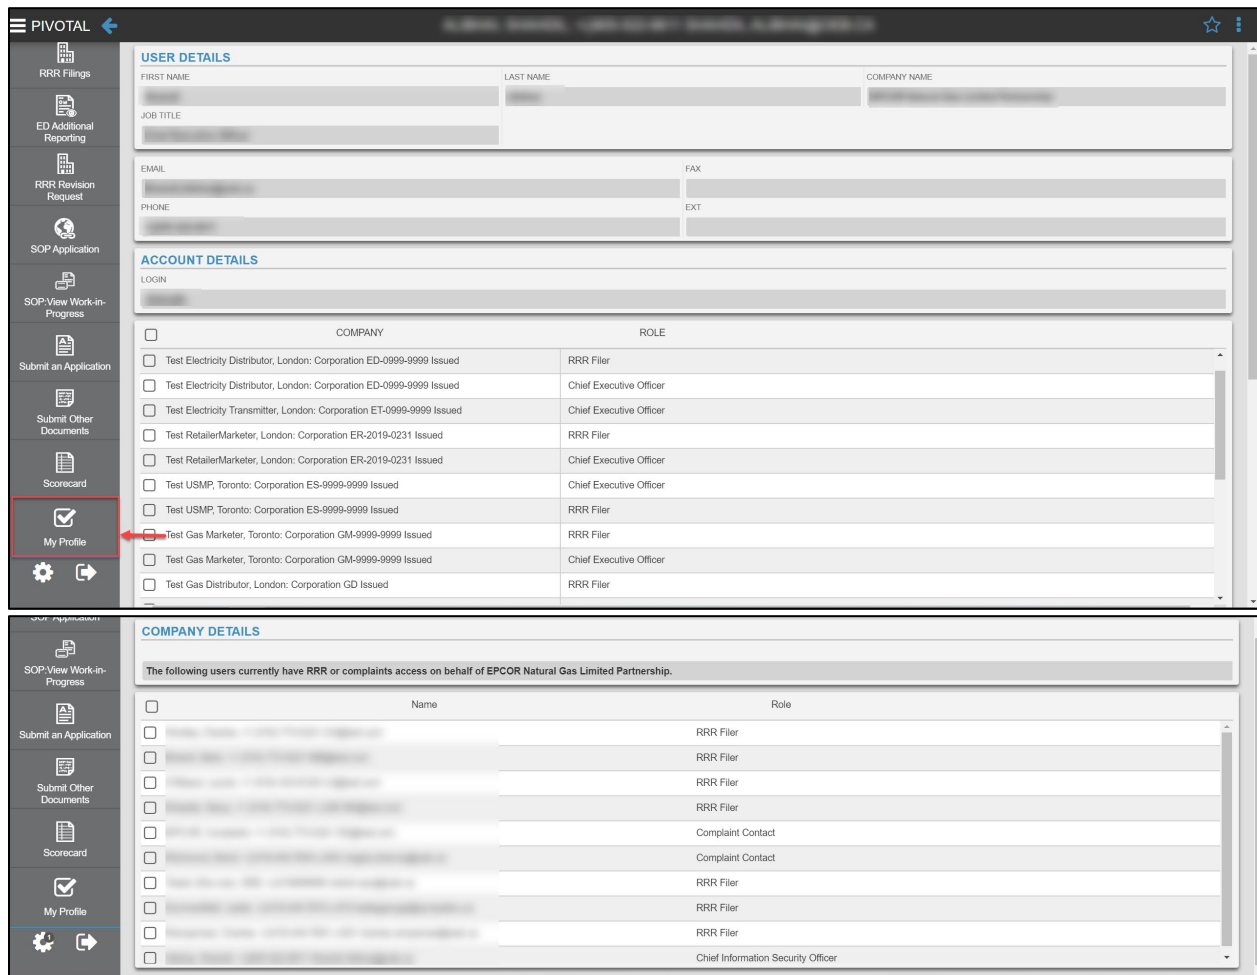 PIVOTAL
RRR Filings
ED Additional
Reporting
RRR Revision
Request
SOP Application
SOP:View Work-in-
Progress
Submit an Application
Submit Other
Documents
Scorecard
My Profile
USER DETAILS
FIRST NAME LAST NAME COMPANY NAME
JOB TITLE
EMAIL FAX
PHONE EXT
ACCOUNT DETAILS
LOGIN
COMPANY ROLE
Test Electricity Distributor, London: Corporation ED-0999-9999 Issued RRR Filer
Test Electricity Distributor, London: Corporation ED-0999-9999 Issued Chief Executive Officer
Test Electricity Transmitter, London: Corporation ET-0999-9999 Issued Chief Executive Officer
Test RetailerMarketer, London: Corporation ER-2019-0231 Issued RRR Filer
Test RetailerMarketer, London: Corporation ER-2019-0231 Issued Chief Executive Officer
Test USMP, Toronto: Corporation ES-9999-9999 Issued Chief Executive Officer
Test USMP, Toronto: Corporation ES-9999-9999 Issued RRR Filer
Test Gas Marketer, Toronto: Corporation GM-9999-9999 Issued RRR Filer
Test Gas Marketer, Toronto: Corporation GM-9999-9999 Issued Chief Executive Officer
Test Gas Distributor, London: Corporation GD Issued RRR Filer
SOP Application
SOP:View Work-in-
Progress
Submit an Application
Submit Other
Documents
Scorecard
My Profile
1
COMPANY DETAILS
The following users currently have RRR or complaints access on behalf of EPCOR Natural Gas Limited Partnership.
Name Role
RRR Filer
RRR Filer
RRR Filer
RRR Filer
Complaint Contact
Complaint Contact
RRR Filer
RRR Filer
RRR Filer
Chief Information Security Officer